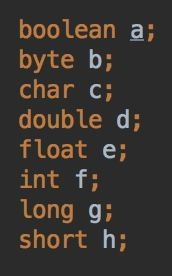 boolean a;
byte b;
char c;
double d;
float e;
int f;
long g;
short h;